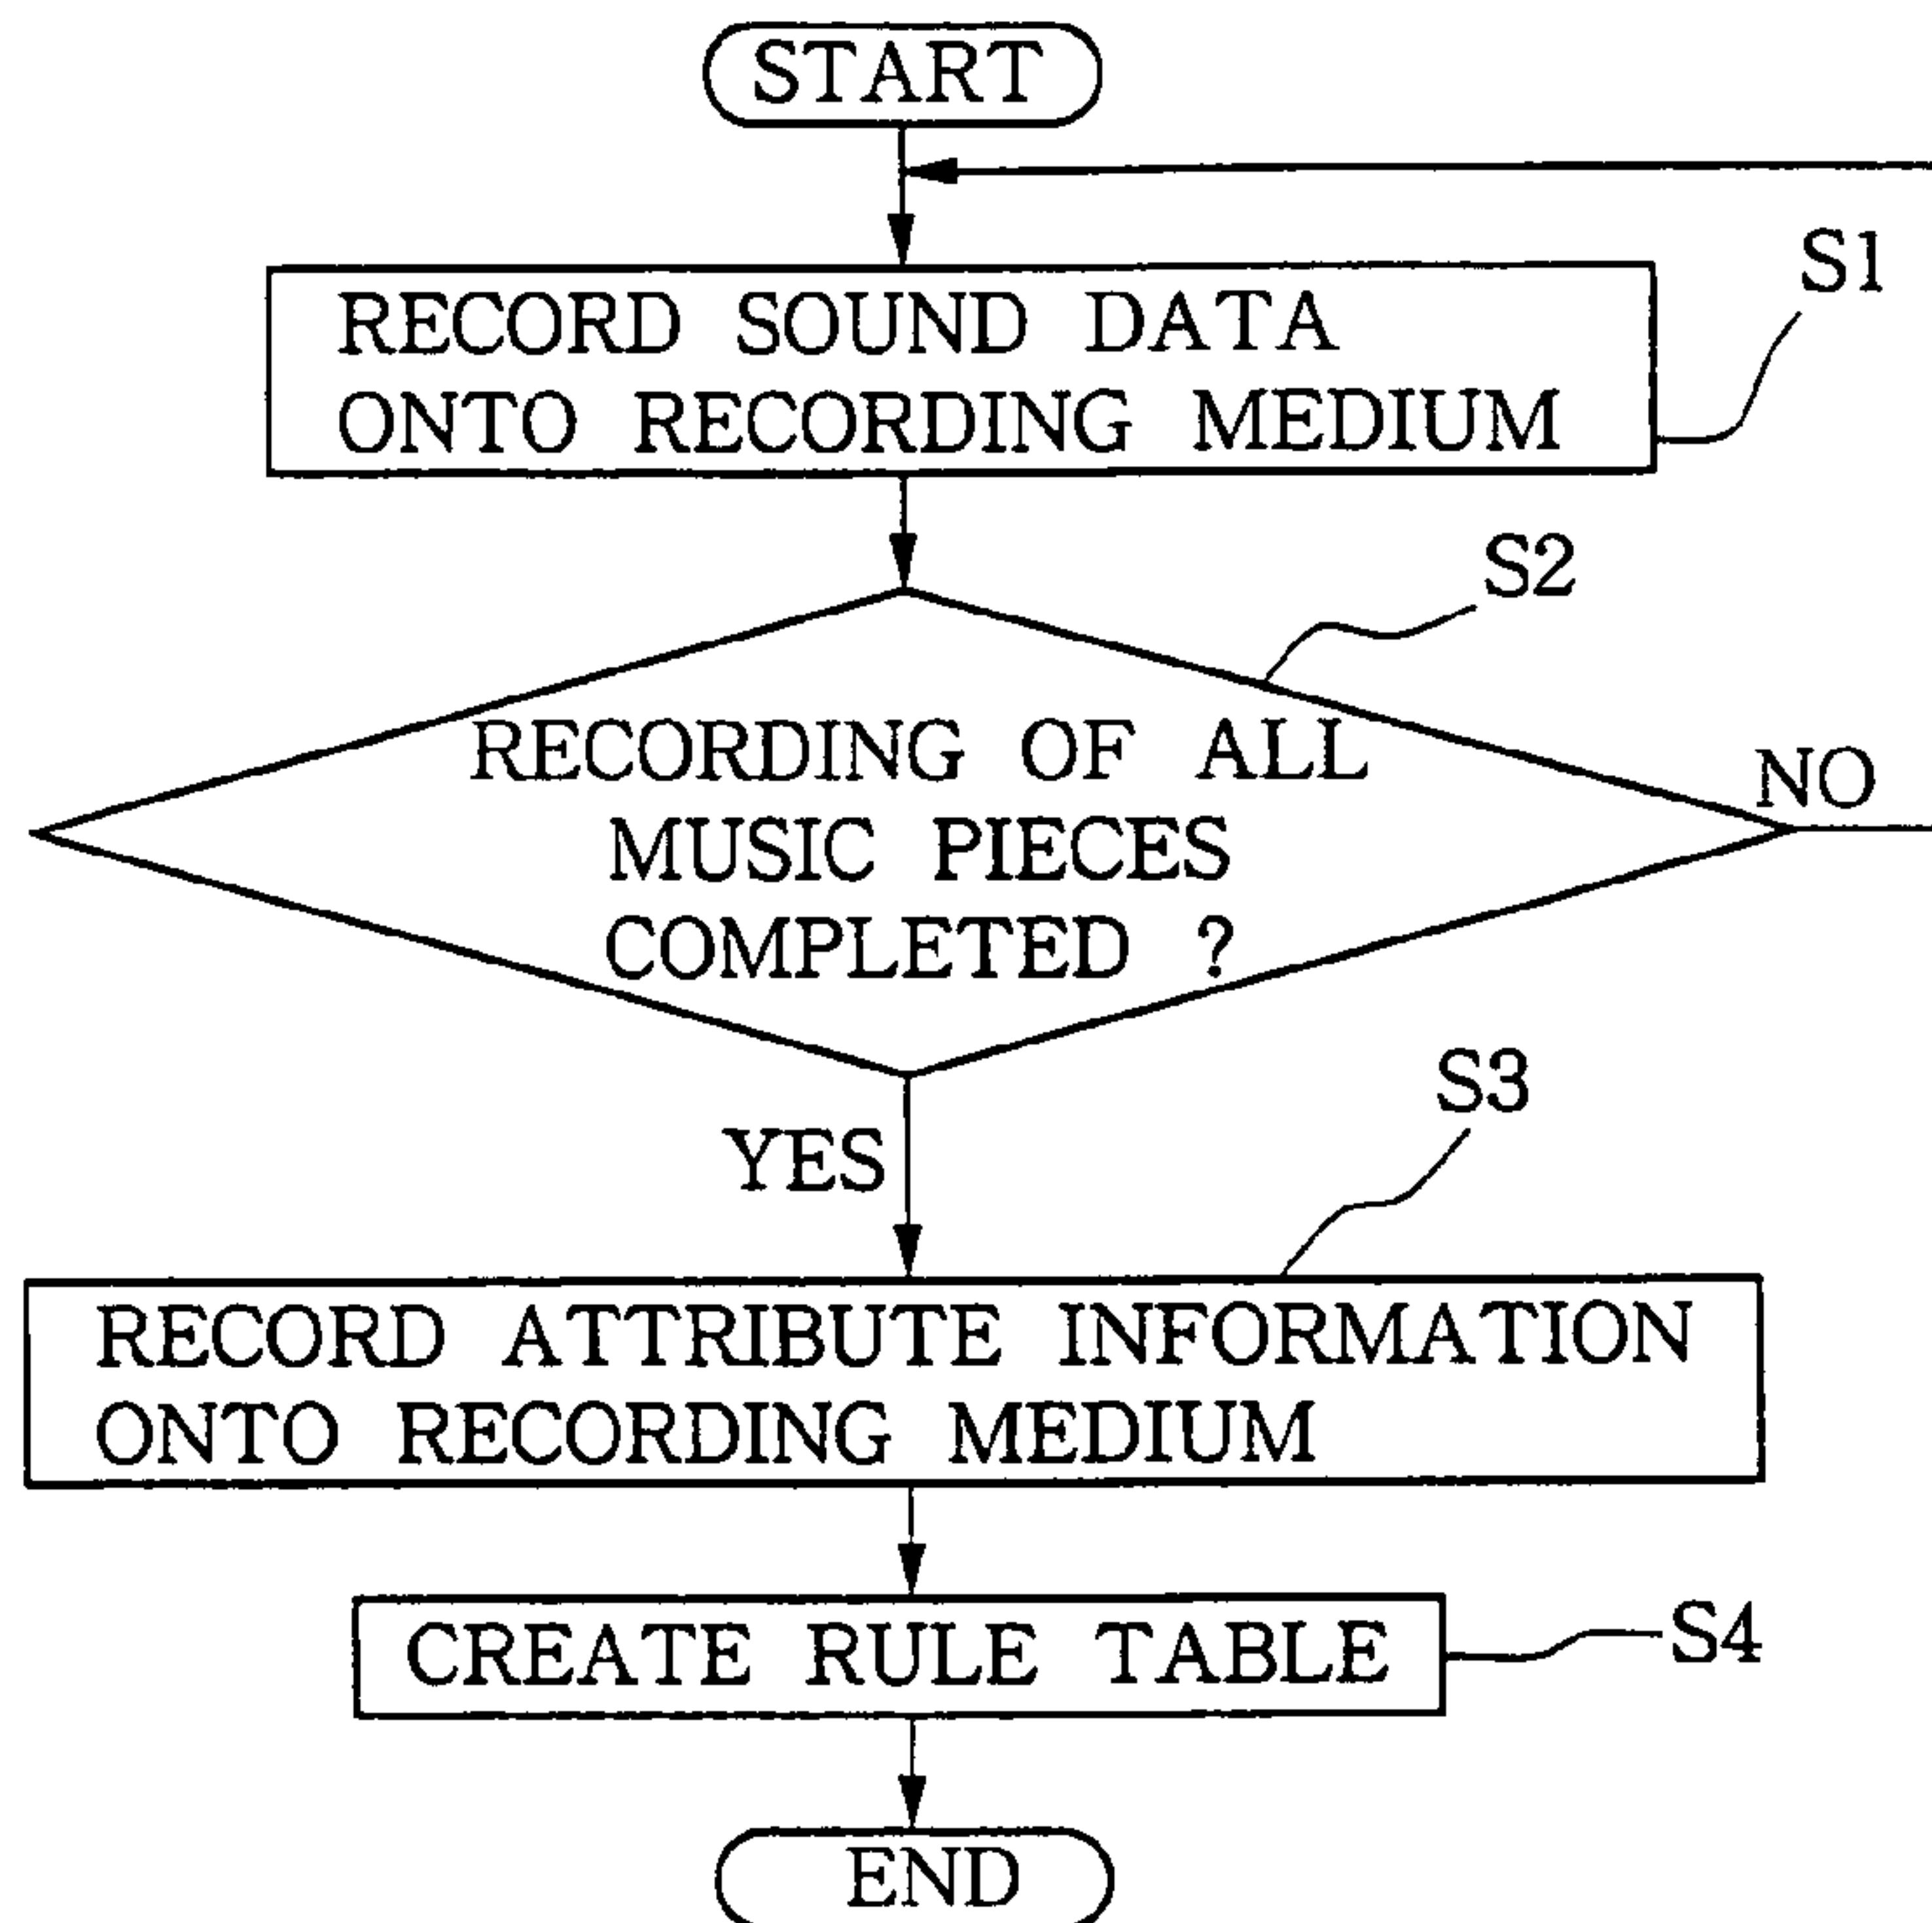 START
S1
RECORD SOUND DATA
ONTO RECORDING MEDIUM
S2
RECORDING OF ALL
MUSIC PIECES
COMPLETED ?
NO
YES
S3
RECORD ATTRIBUTE INFORMATION
ONTO RECORDING MEDIUM
CREATE RULE TABLE
S4
END